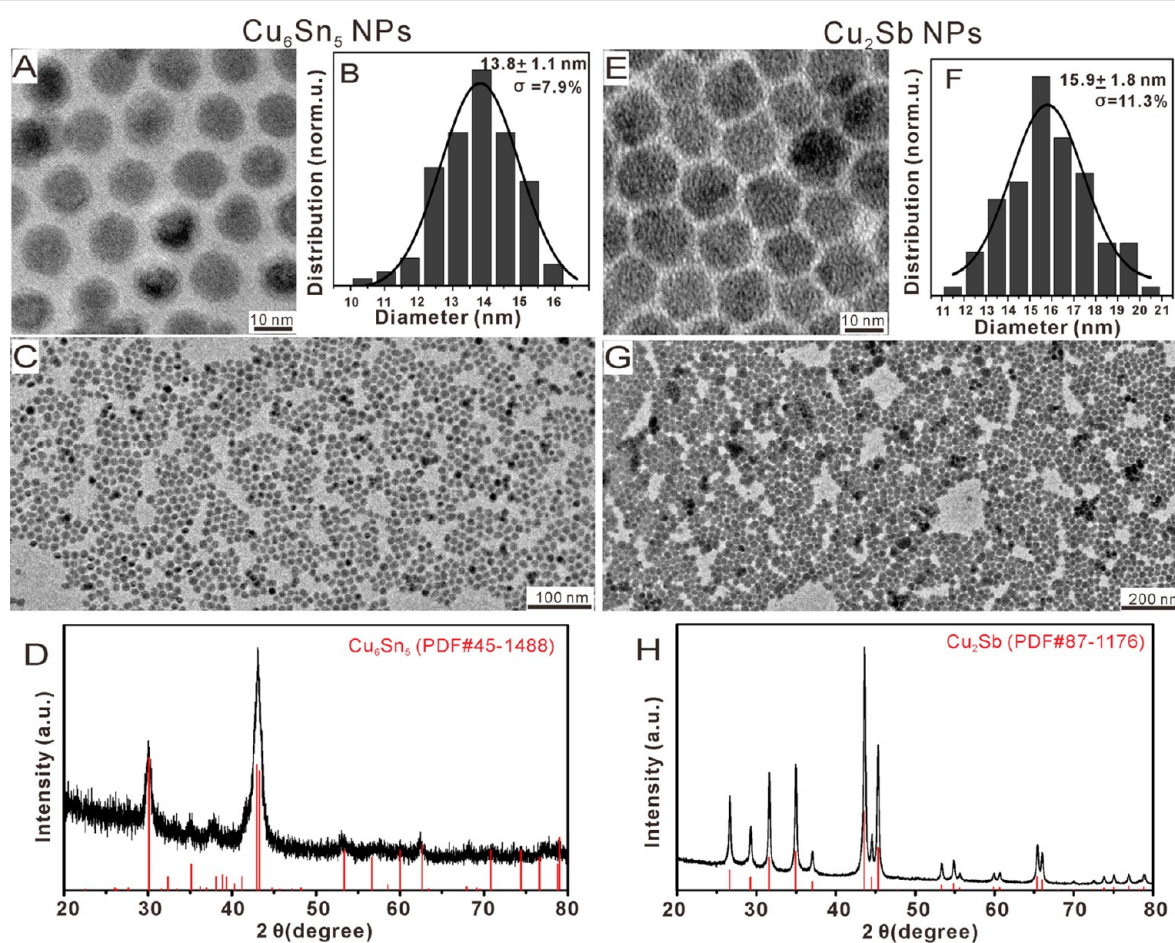 Cu₆Sn₅ NPs
A
10 nm
B
13.8± 1.1 nm
σ =7.9%
Distribution (norm.u.)
10 11 12 13 14 15 16
Diameter (nm)
C
100 nm
D
Cu₆Sn₅ (PDF#45-1488)
Intensity (a.u.)
20 30 40 50 60 70 80
2 θ(degree)
Cu₂Sb NPs
E
10 nm
F
15.9± 1.8 nm
σ=11.3%
Distribution (norm.u.)
11 12 13 14 15 16 17 18 19 20 21
Diameter (nm)
G
200 nm
H
Cu₂Sb (PDF#87-1176)
Intensity (a.u.)
20 30 40 50 60 70 80
2 θ(degree)